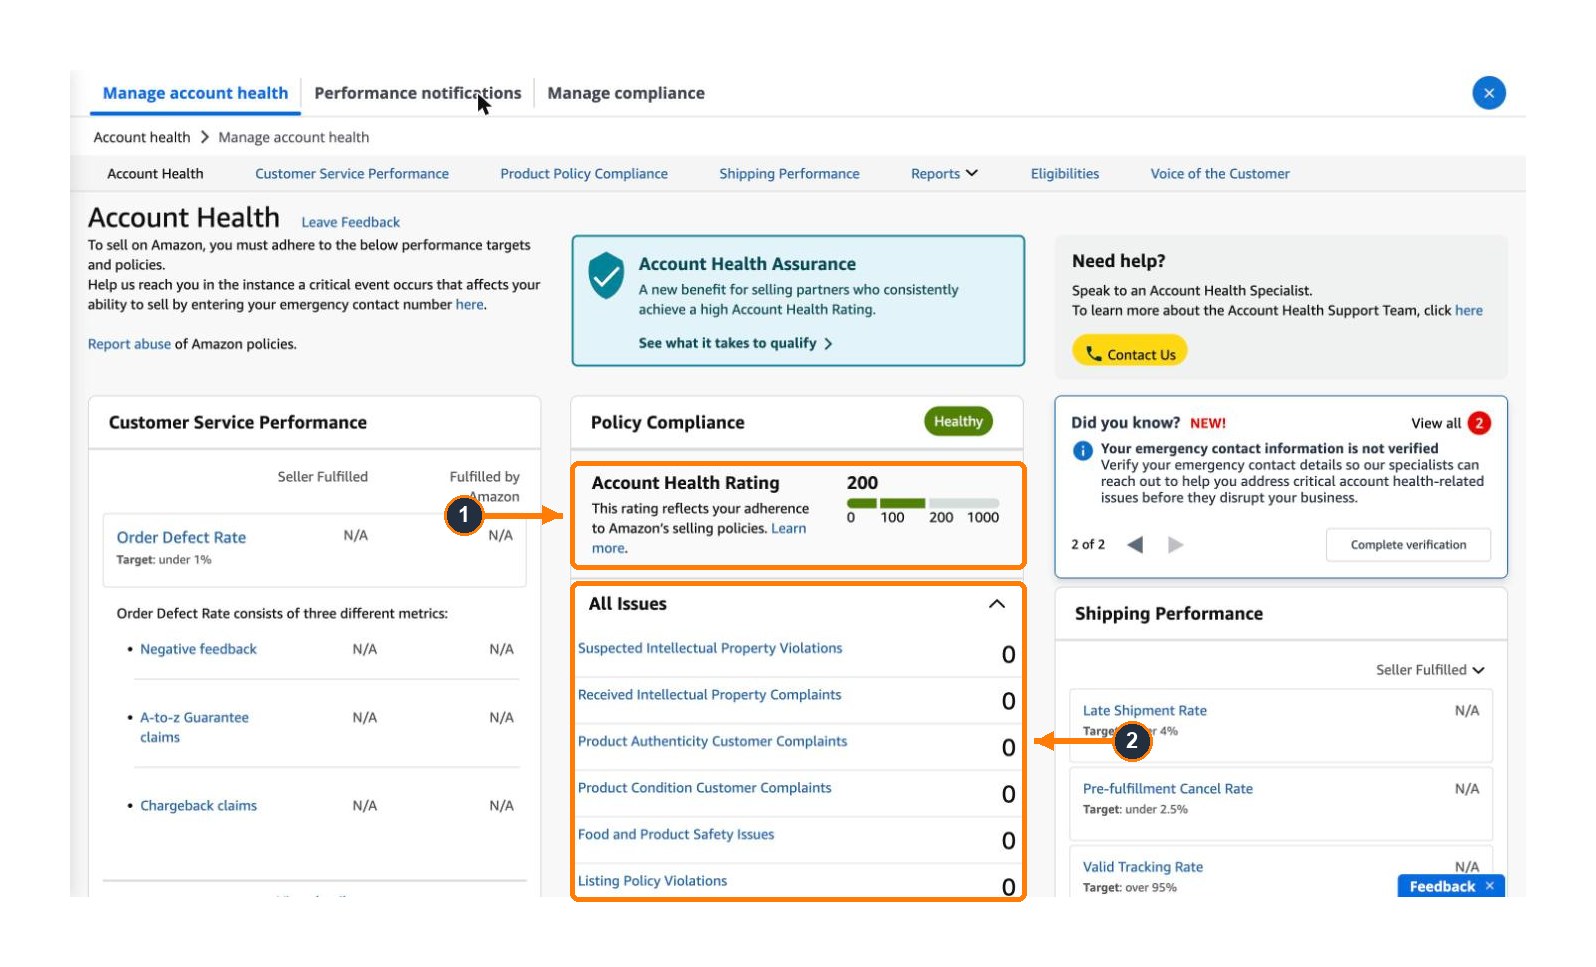 Manage account health
Performance notifications
Manage compliance
Account health > Manage account health
Account Health
Customer Service Performance
Product Policy Compliance
Shipping Performance
Reports
Eligibilities
Voice of the Customer
Account Health
Leave Feedback
To sell on Amazon, you must adhere to the below performance targets
and policies.
Help us reach you in the instance a critical event occurs that affects your
ability to sell by entering your emergency contact number here.
Report abuse of Amazon policies.
Account Health Assurance
A new benefit for selling partners who consistently
achieve a high Account Health Rating.
See what it takes to qualify >
Need help?
Speak to an Account Health Specialist.
To learn more about the Account Health Support Team, click here
Contact Us
Customer Service Performance
Seller Fulfilled
Fulfilled by
Amazon
Order Defect Rate
N/A
N/A
Target: under 1%
Order Defect Rate consists of three different metrics:
• Negative feedback
N/A
N/A
• A-to-z Guarantee
claims
N/A
N/A
• Chargeback claims
N/A
N/A
1
Policy Compliance
Healthy
Account Health Rating
This rating reflects your adherence
to Amazon's selling policies. Learn
more.
200
0 100 200 1000
All Issues
Suspected Intellectual Property Violations
0
Received Intellectual Property Complaints
0
Product Authenticity Customer Complaints
0
Product Condition Customer Complaints
0
Food and Product Safety Issues
0
Listing Policy Violations
0
2
Did you know? NEW!
View all 2
Your emergency contact information is not verified
Verify your emergency contact details so our specialists can
reach out to help you address critical account health-related
issues before they disrupt your business.
2 of 2
Complete verification
Shipping Performance
Seller Fulfilled
Late Shipment Rate
N/A
4%
Pre-fulfillment Cancel Rate
N/A
Target: under 2.5%
Valid Tracking Rate
N/A
Target: over 95%
Feedback ×